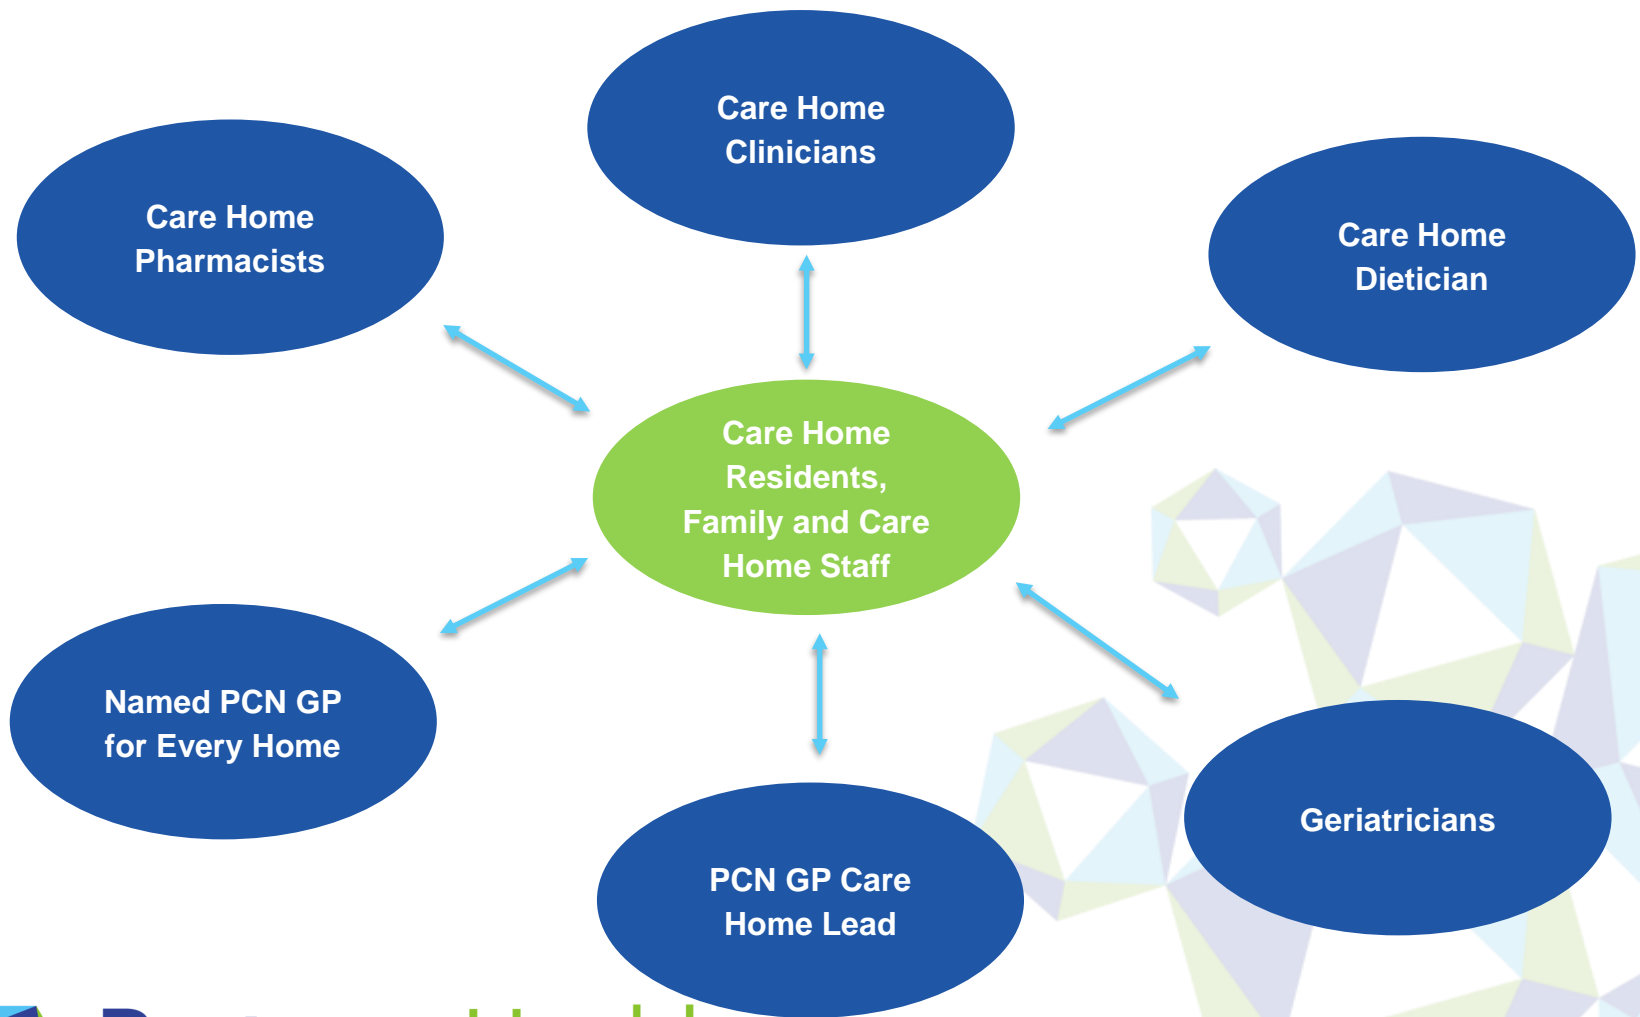 Care Home
Clinicians
Care Home
Pharmacists
Care Home
Dietician
Care Home
Residents,
Family and Care
Home Staff
Named PCN GP
for Every Home
Geriatricians
PCN GP Care
Home Lead